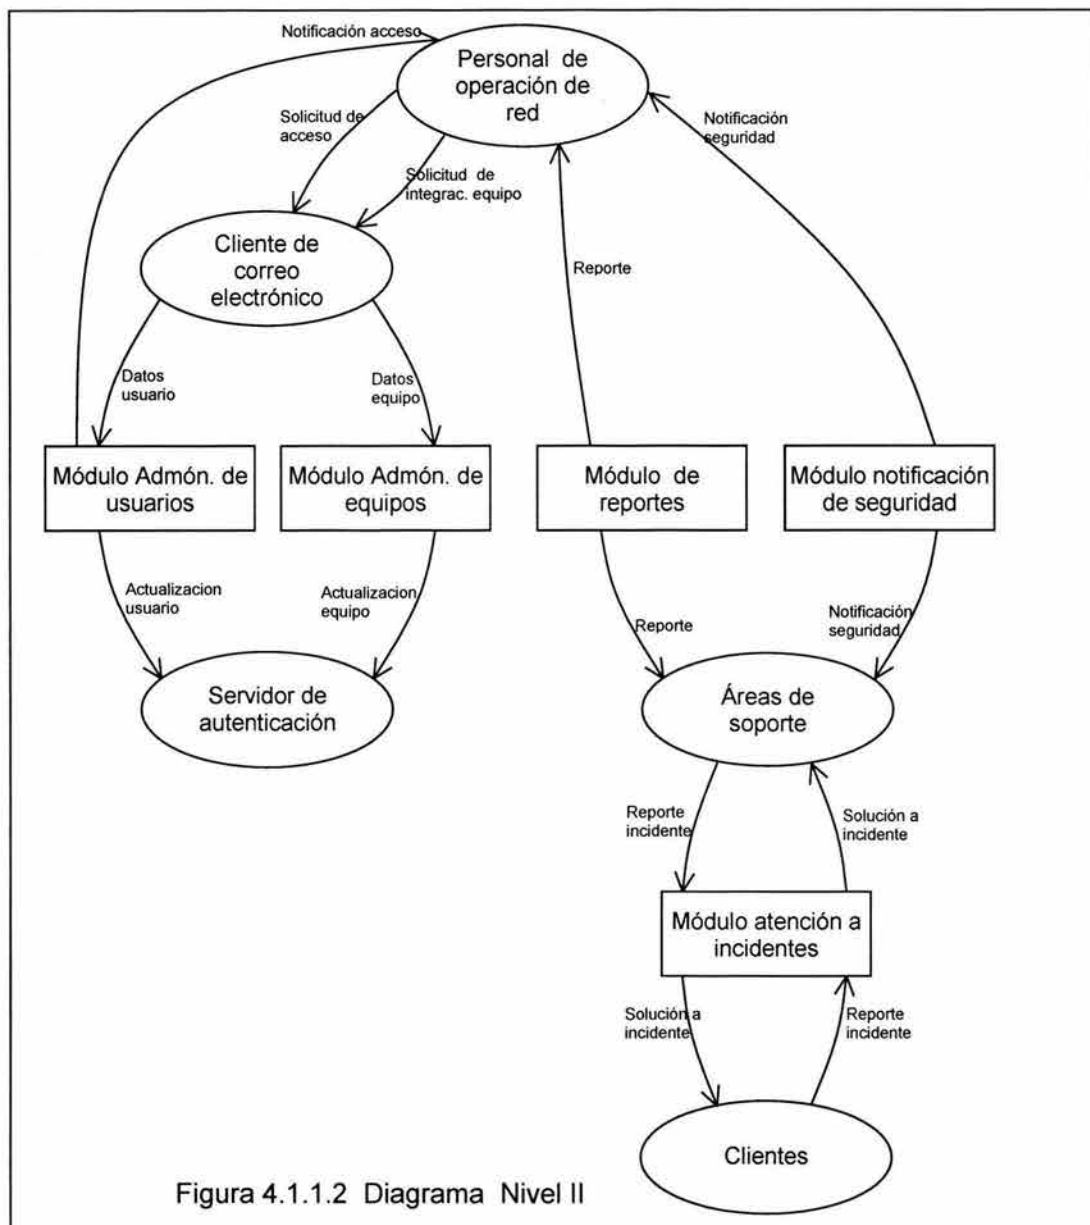 Notificación acceso
Personal de
operación de
red
Solicitud de
acceso
Notificación
seguridad
Solicitud de
integrac. equipo
Cliente de
correo
electrónico
Reporte
Datos
usuario
Datos
equipo
Módulo Admón. de
usuarios
Módulo Admón. de
equipos
Módulo de
reportes
Módulo notificación
de seguridad
Actualizacion
usuario
Actualizacion
equipo
Reporte
Notificación
seguridad
Servidor de
autenticación
Áreas de
soporte
Reporte
incidente
Solución a
incidente
Módulo atención a
incidentes
Solución a
incidente
Reporte
incidente
Clientes
Figura 4.1.1.2 Diagrama Nivel II